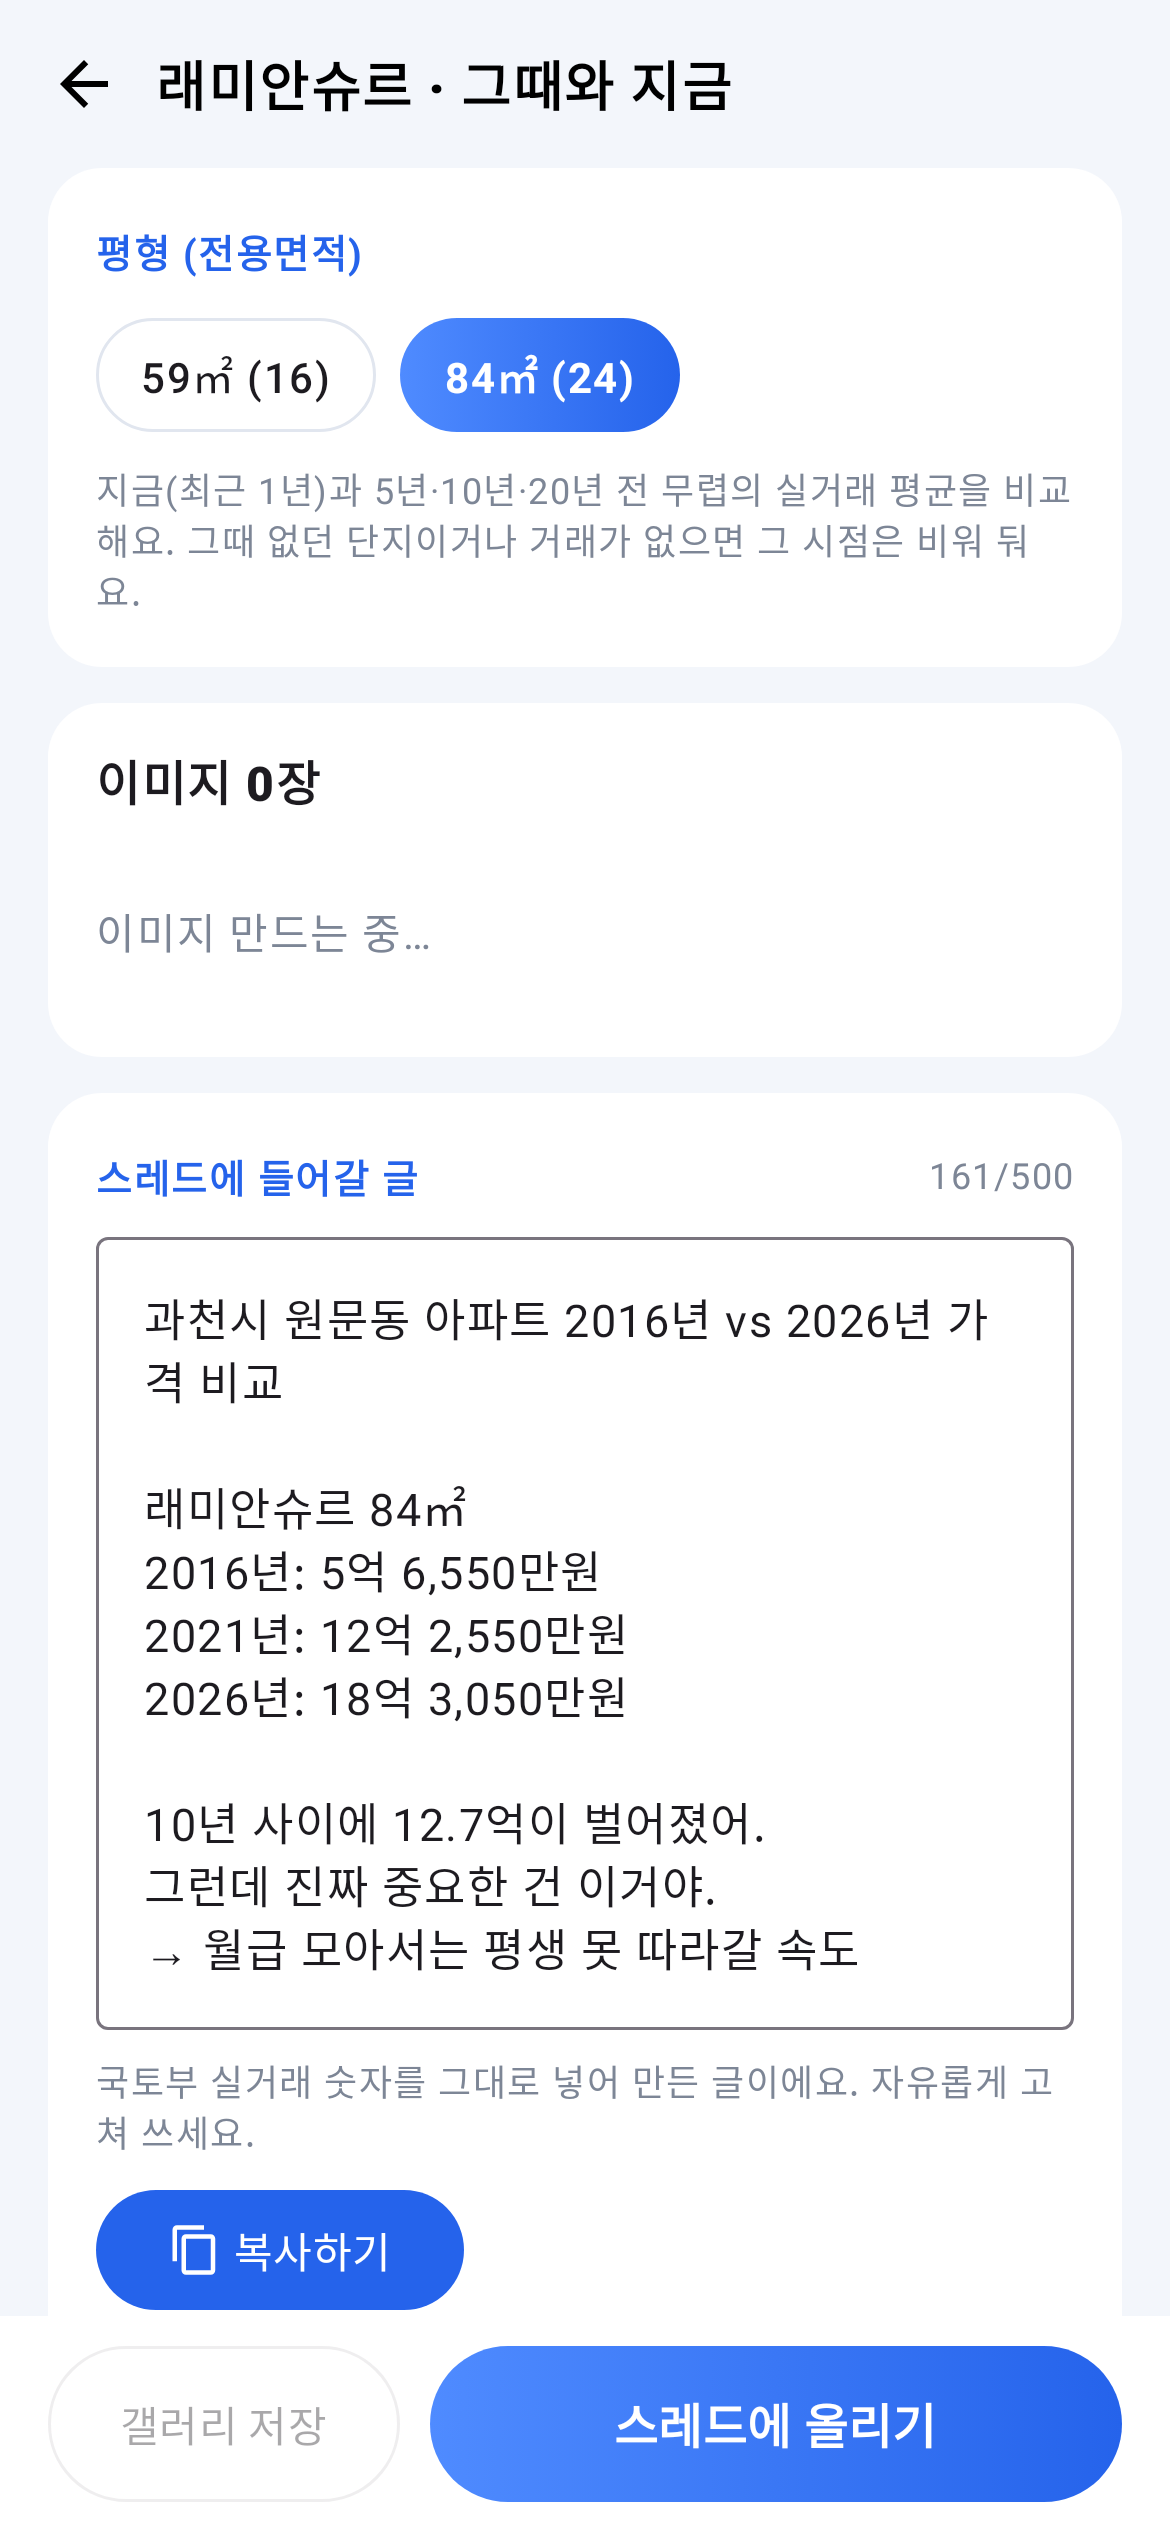 래미안슈르 · 그때와 지금
평형 (전용면적)
59㎡ (16)
84㎡ (24)
지금(최근 1년)과 5년·10년·20년 전 무렵의 실거래 평균을 비교
해요. 그때 없던 단지이거나 거래가 없으면 그 시점은 비워 둬
요.
이미지 0장
이미지 만드는 중…
스레드에 들어갈 글
161/500
과천시 원문동 아파트 2016년 vs 2026년 가
격 비교
래미안슈르 84㎡
2016년: 5억 6,550만원
2021년: 12억 2,550만원
2026년: 18억 3,050만원
10년 사이에 12.7억이 벌어졌어.
그런데 진짜 중요한 건 이거야.
→ 월급 모아서는 평생 못 따라갈 속도
국토부 실거래 숫자를 그대로 넣어 만든 글이에요. 자유롭게 고
쳐 쓰세요.
복사하기
갤러리 저장
스레드에 올리기